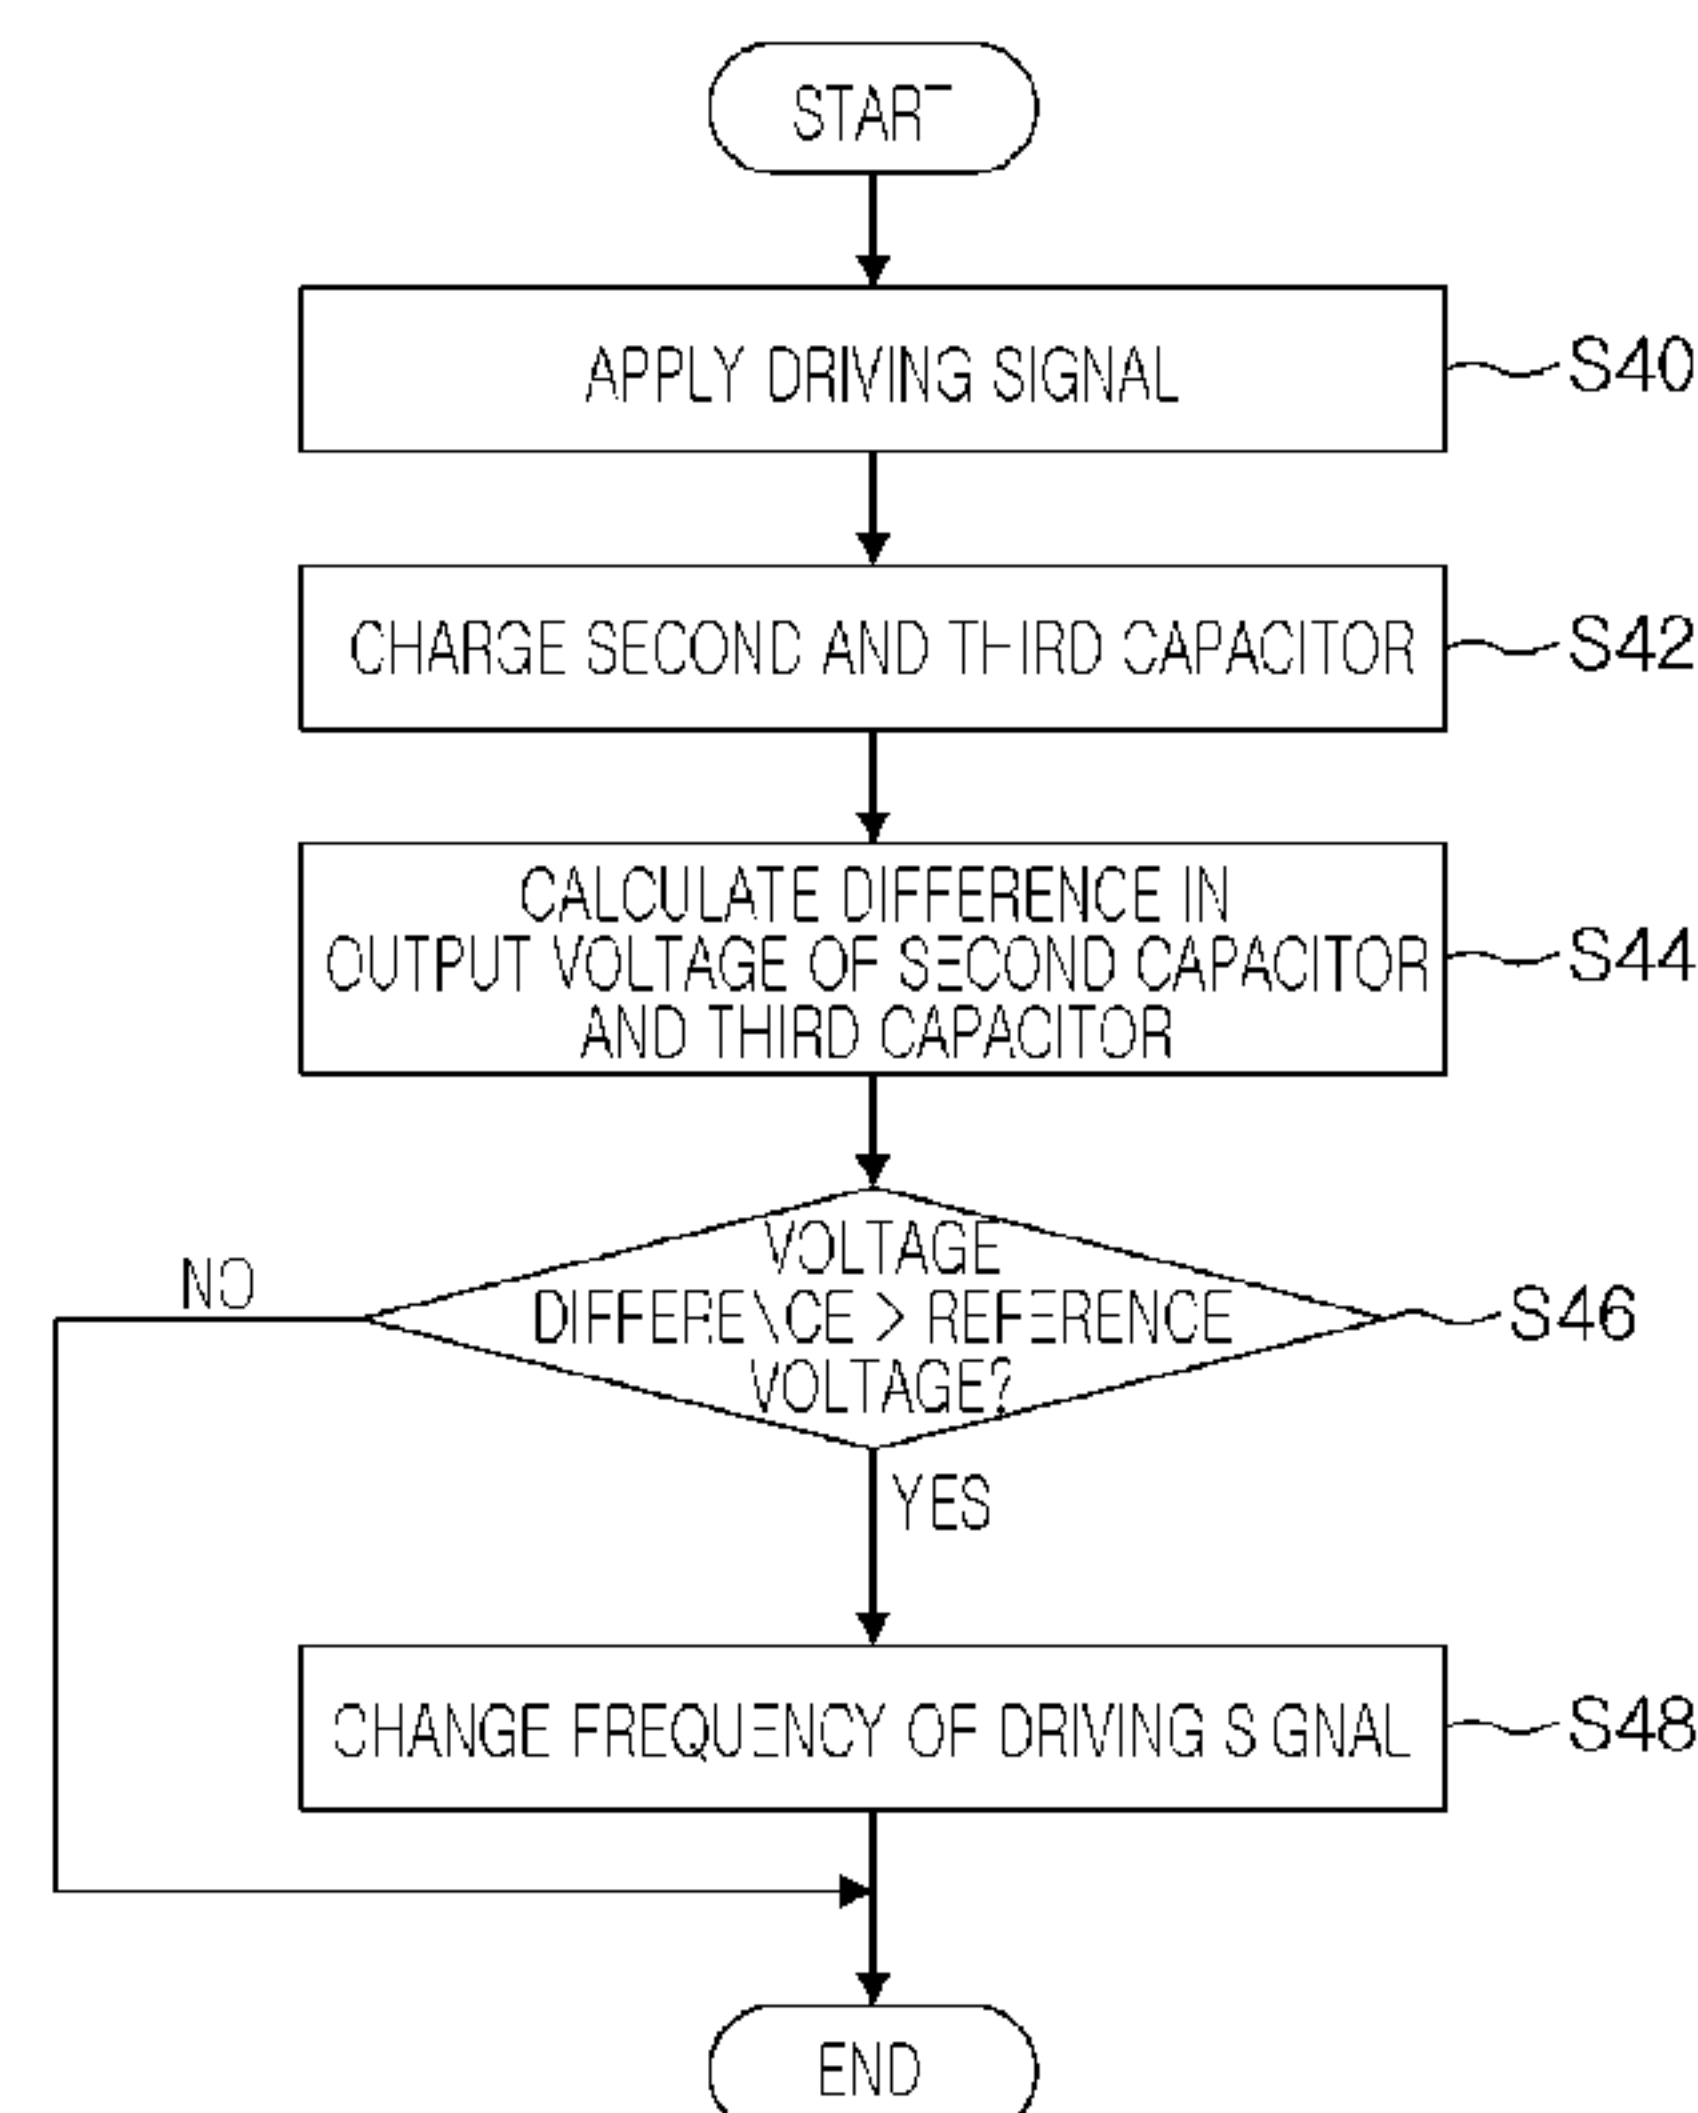 START
APPLY DRIVING SIGNAL
S40
CHARGE SECOND AND THIRD CAPACITOR
S42
CALCULATE DIFFERENCE IN
OUTPUT VOLTAGE OF SECOND CAPACITOR
AND THIRD CAPACITOR
S44
VOLTAGE
DIFFERENCE > REFERENCE
VOLTAGE?
S46
NO
YES
CHANGE FREQUENCY OF DRIVING SIGNAL
S48
END